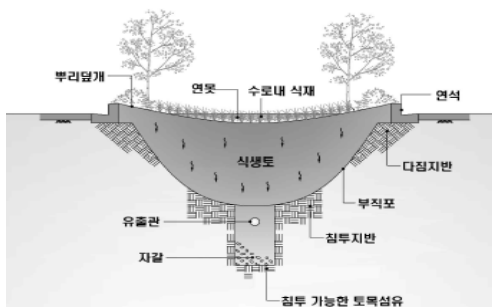 뿌리덮개
연못
수로내 식재
연석
식생토
다짐지반
부직포
유출관
침투지반
자갈
침투 가능한 토목섬유